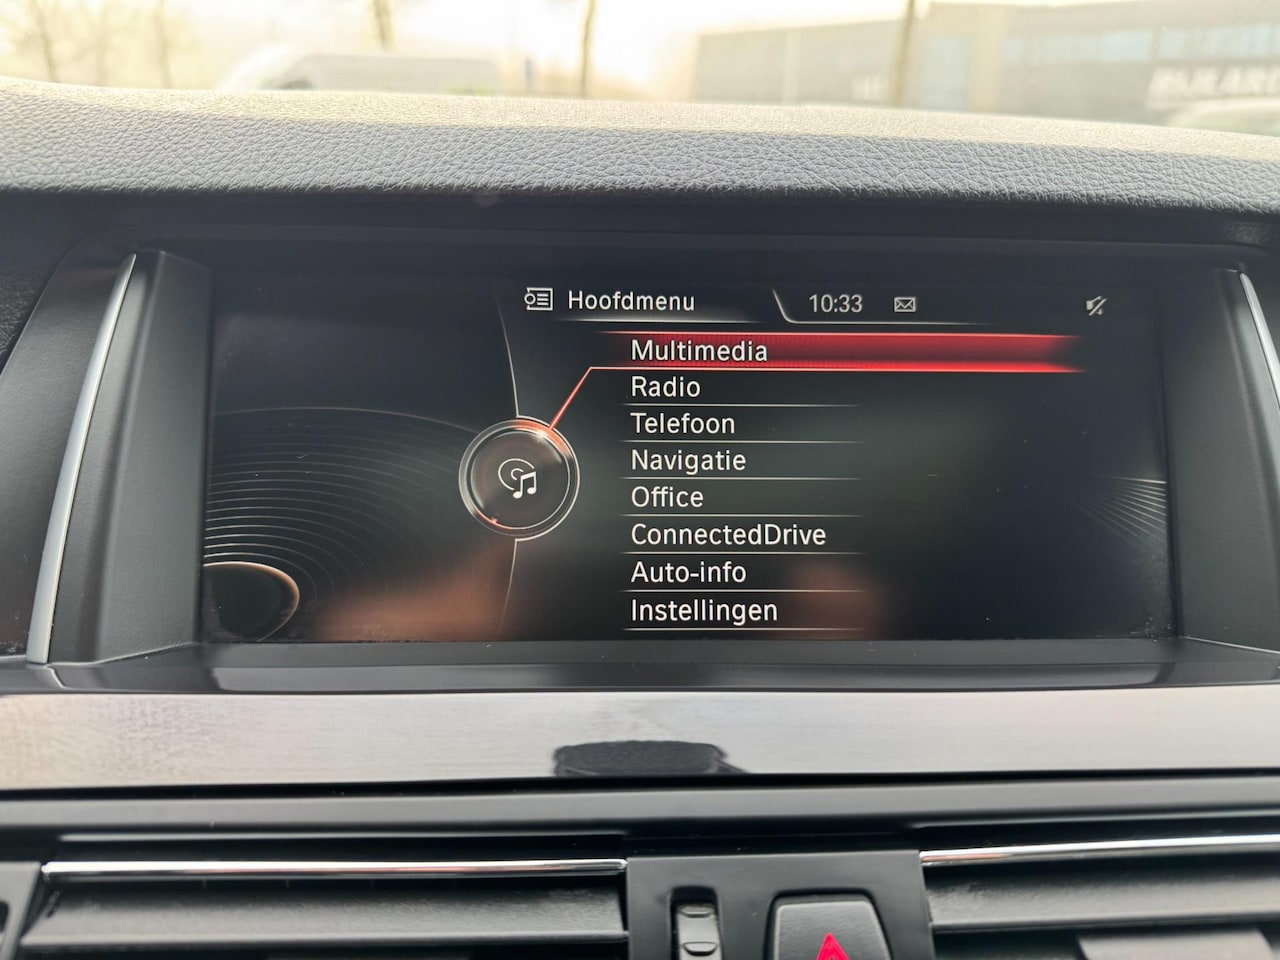 Hoofdmenu 10:33
Multimedia
Radio
Telefoon
Navigatie
Office
ConnectedDrive
Auto-info
Instellingen